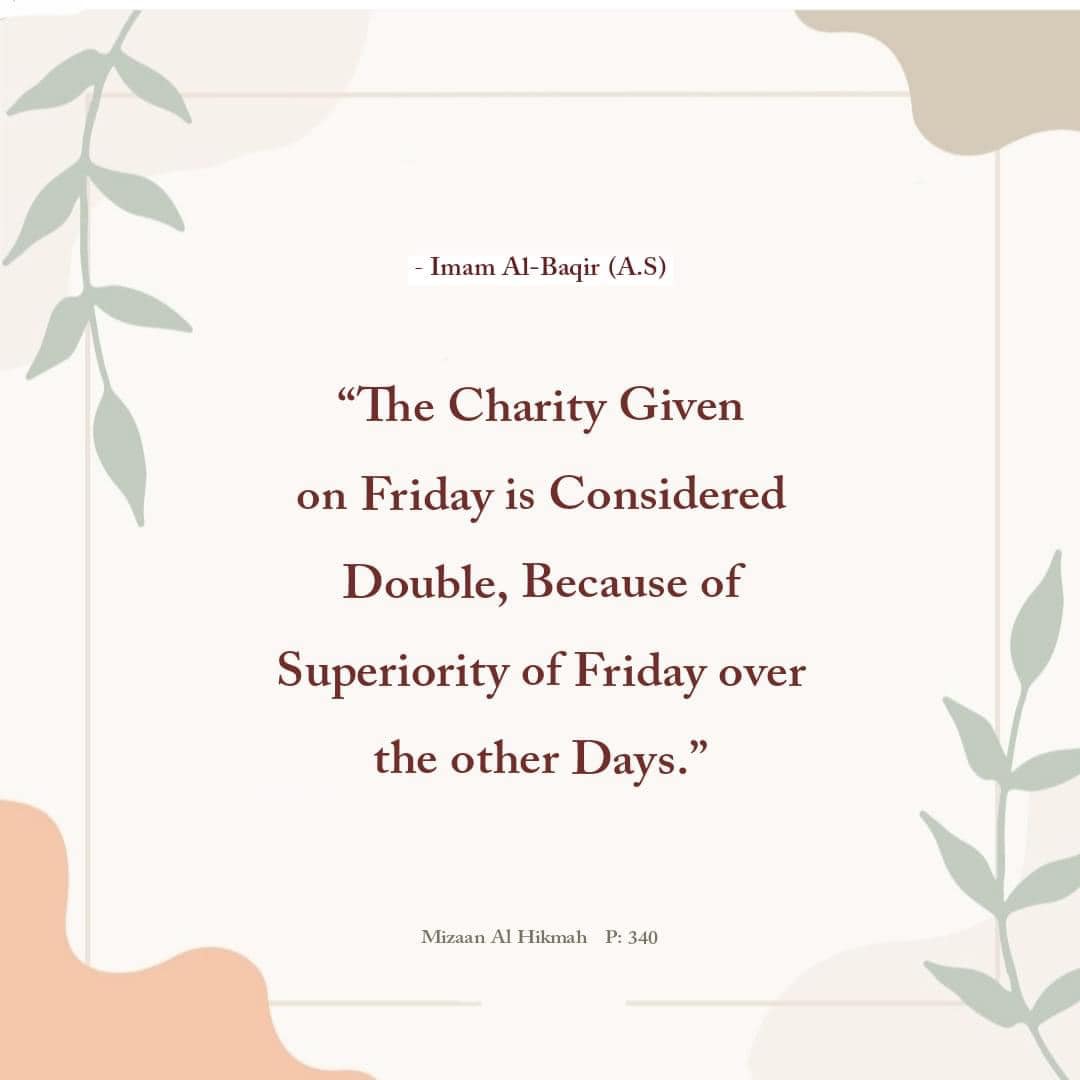 - Imam Al-Baqir (A.S)
“The Charity Given
on Friday is Considered
Double, Because of
Superiority of Friday over
the other Days.”
Mizaan Al Hikmah P: 340